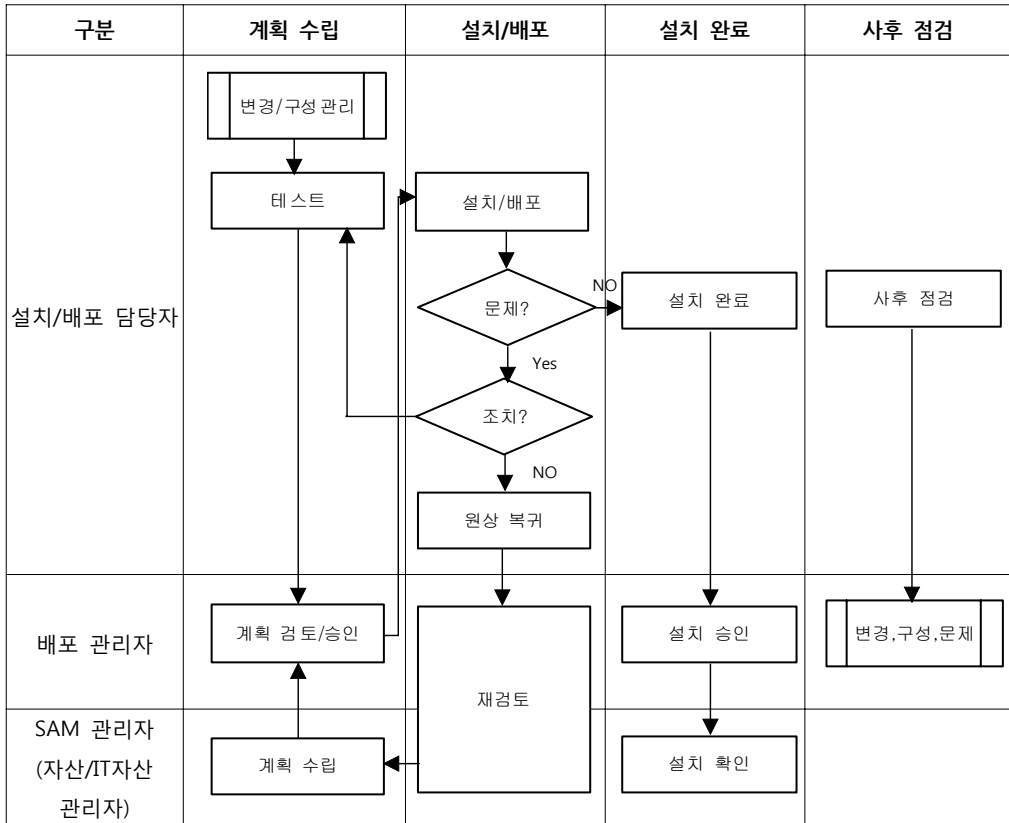 구분
계획 수립
설치/배포
설치 완료
사후 점검
설치/배포 담당자
변경/구성관리
테스트
설치/배포
문제?
NO
Yes
조치?
NO
원상 복귀
설치 완료
사후 점검
배포 관리자
계획 검토/승인
재검토
설치 승인
변경,구성,문제
SAM 관리자
(자산/IT자산
관리자)
계획 수립
설치 확인